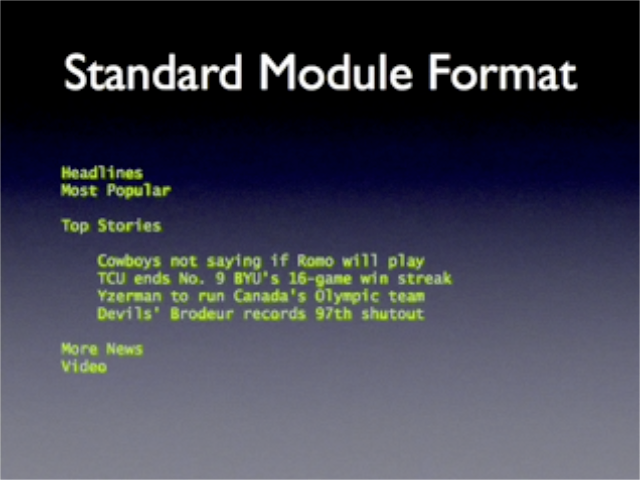 Standard Module Format
Headlines
Most Popular
Top Stories
Cowboys not saying if Romo will play
TCU ends No. 9 BYU's 16-game win streak
Yzerman to run Canada's Olympic team
Devils' Brodeur records 97th shutout
More News
Video